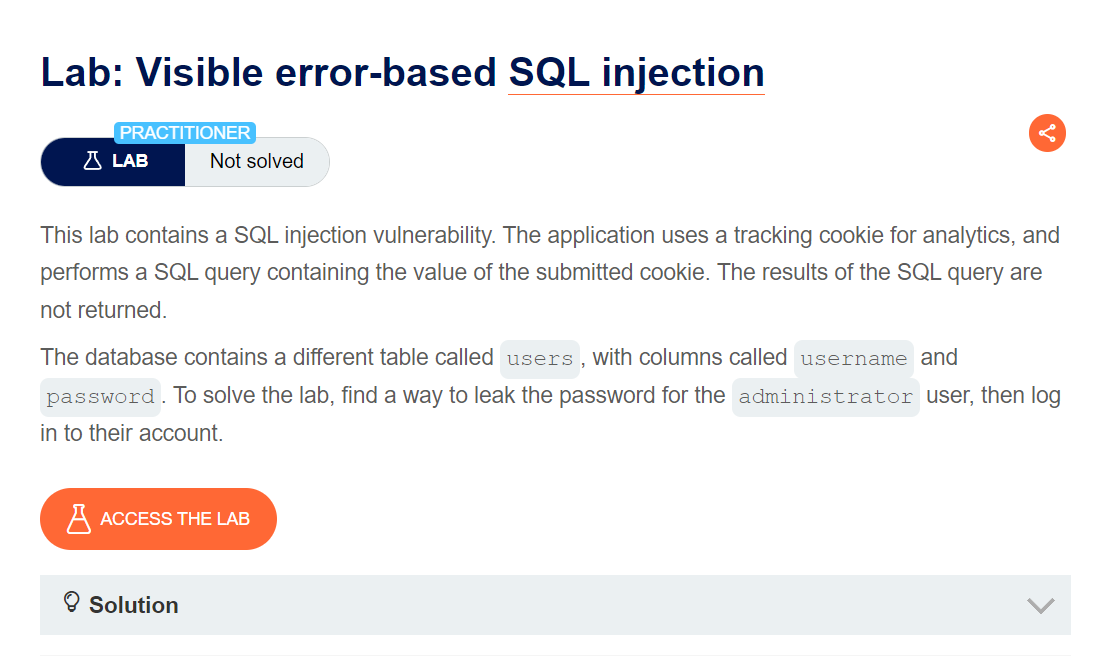 Lab: Visible error-based SQL injection
PRACTITIONER
LAB
Not solved
This lab contains a SQL injection vulnerability. The application uses a tracking cookie for analytics, and
performs a SQL query containing the value of the submitted cookie. The results of the SQL query are
not returned.
The database contains a different table called users, with columns called username and
password. To solve the lab, find a way to leak the password for the administrator user, then log
in to their account.
ACCESS THE LAB
Solution